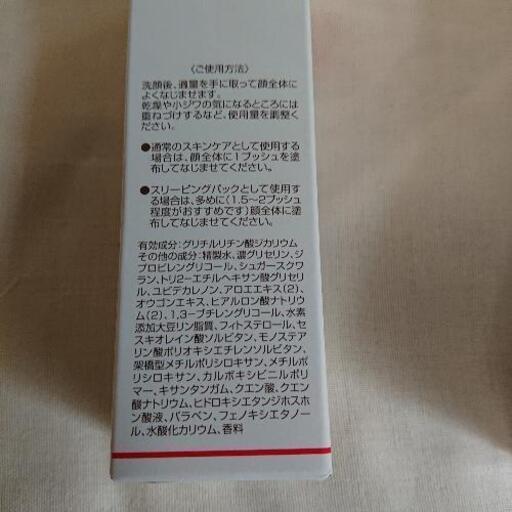 〈ご使用方法〉
洗顔後、適量を手に取って顔全体に
よくなじませます。
乾燥や小ジワの気になるところには
重ねづけするなど、使用量を調整く
ださい。
●通常のスキンケアとして使用する
場合は、顔全体に1プッシュを塗
布してなじませてください。
●スリーピングパックとして使用す
る場合は、多めに(1.5〜2プッシュ
程度がおすすめです)顔全体に塗
布してなじませてください。
有効成分:グリチルリチン酸ジカリウム
その他の成分:精製水、濃グリセリン、ジ
プロピレングリコール、シュガースクワ
ラン、トリ2-エチルヘキサン酸グリセリ
ル、ユビデカレノン、アロエエキス(2)、
オウゴンエキス、ヒアルロン酸ナトリウ
ム(2)、1,3-ブチレングリコール、水素
添加大豆リン脂質、フィトステロール、セ
スキオレイン酸ソルビタン、モノステア
リン酸ポリオキシエチレンソルビタン、
架橋型メチルポリシロキサン、メチルポ
リシロキサン、カルボキシビニルポリ
マー、キサンタンガム、クエン酸、クエン
酸ナトリウム、ヒドロキシエタンジホスホ
ン酸液、パラベン、フェノキシエタノー
ル、水酸化カリウム、香料